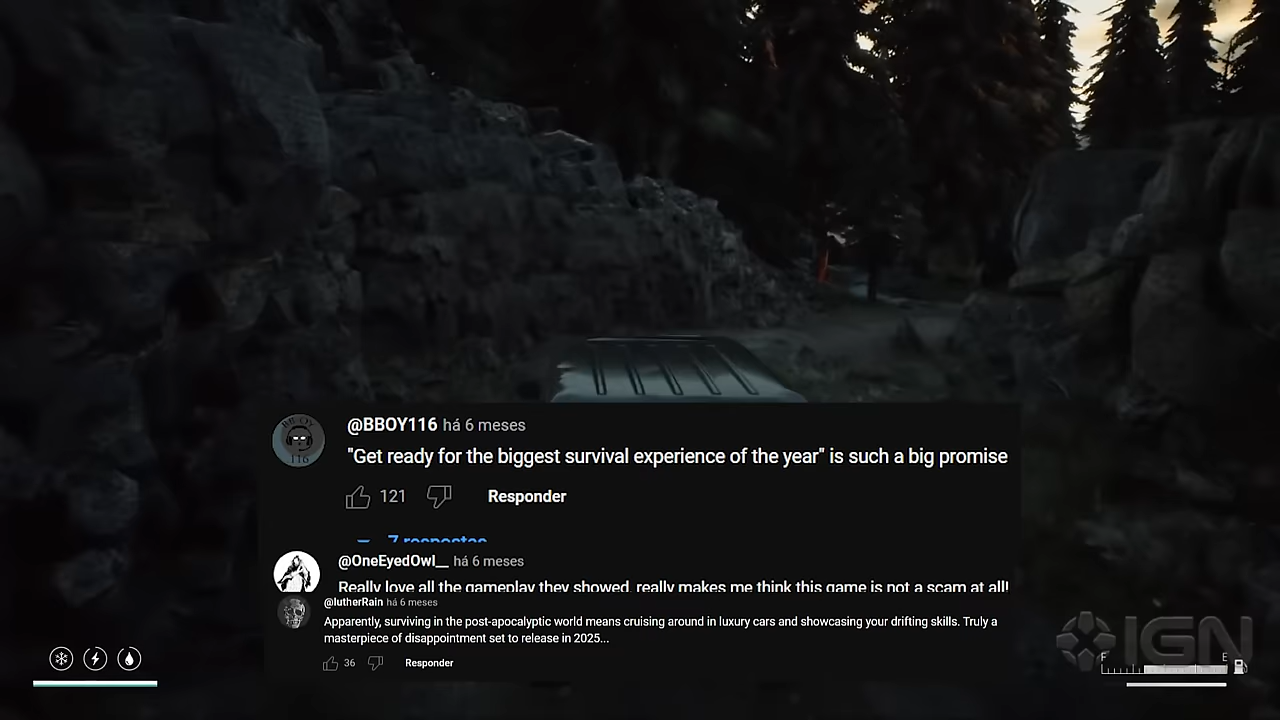 @BBOY116 há 6 meses
"Get ready for the biggest survival experience of the year" is such a big promise
121 Responder
7 respostas
@OneEyedOwl__ há 6 meses
Really love all the gameplay they showed, really makes me think this game is not a scam at all!
@lutherRain há 6 meses
Apparently, surviving in the post-apocalyptic world means cruising around in luxury cars and showcasing your drifting skills. Truly a
masterpiece of disappointment set to release in 2025...
36 Responder
IGN
F E
BBOY
116